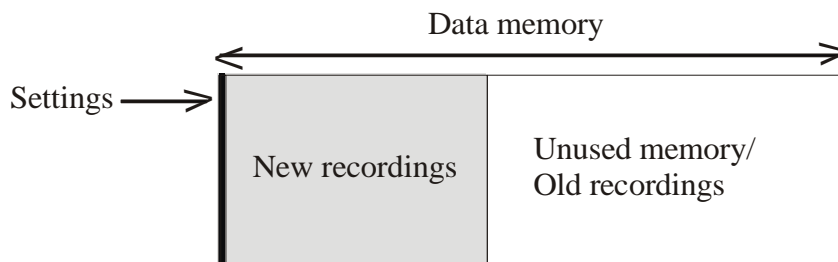 Data memory
Settings
New recordings
Unused memory/
Old recordings